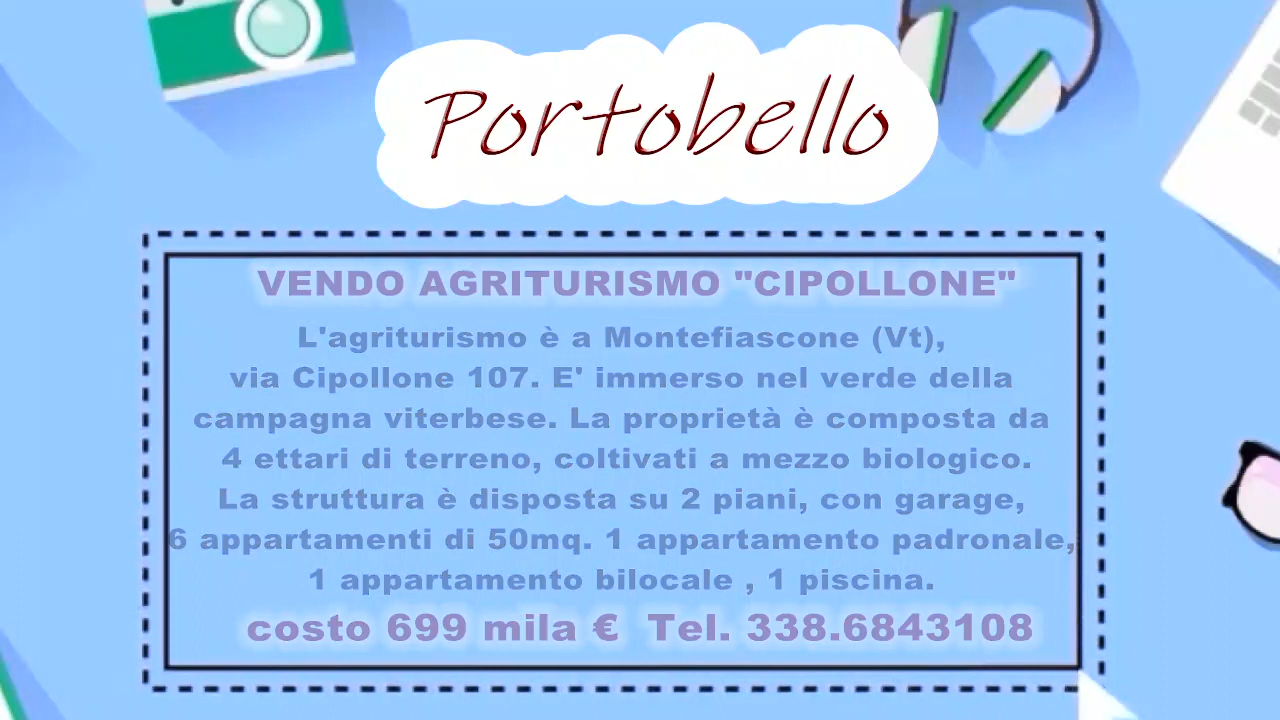 Portobello
VENDO AGRITURISMO "CIPOLLONE"
L'agriturismo è a Montefiascone (Vt),
via Cipollone 107. E' immerso nel verde della
campagna viterbese. La proprietà è composta da
4 ettari di terreno, coltivati a mezzo biologico.
La struttura è disposta su 2 piani, con garage,
6 appartamenti di 50mq. 1 appartamento padronale,
1 appartamento bilocale , 1 piscina.
costo 699 mila € Tel. 338.6843108